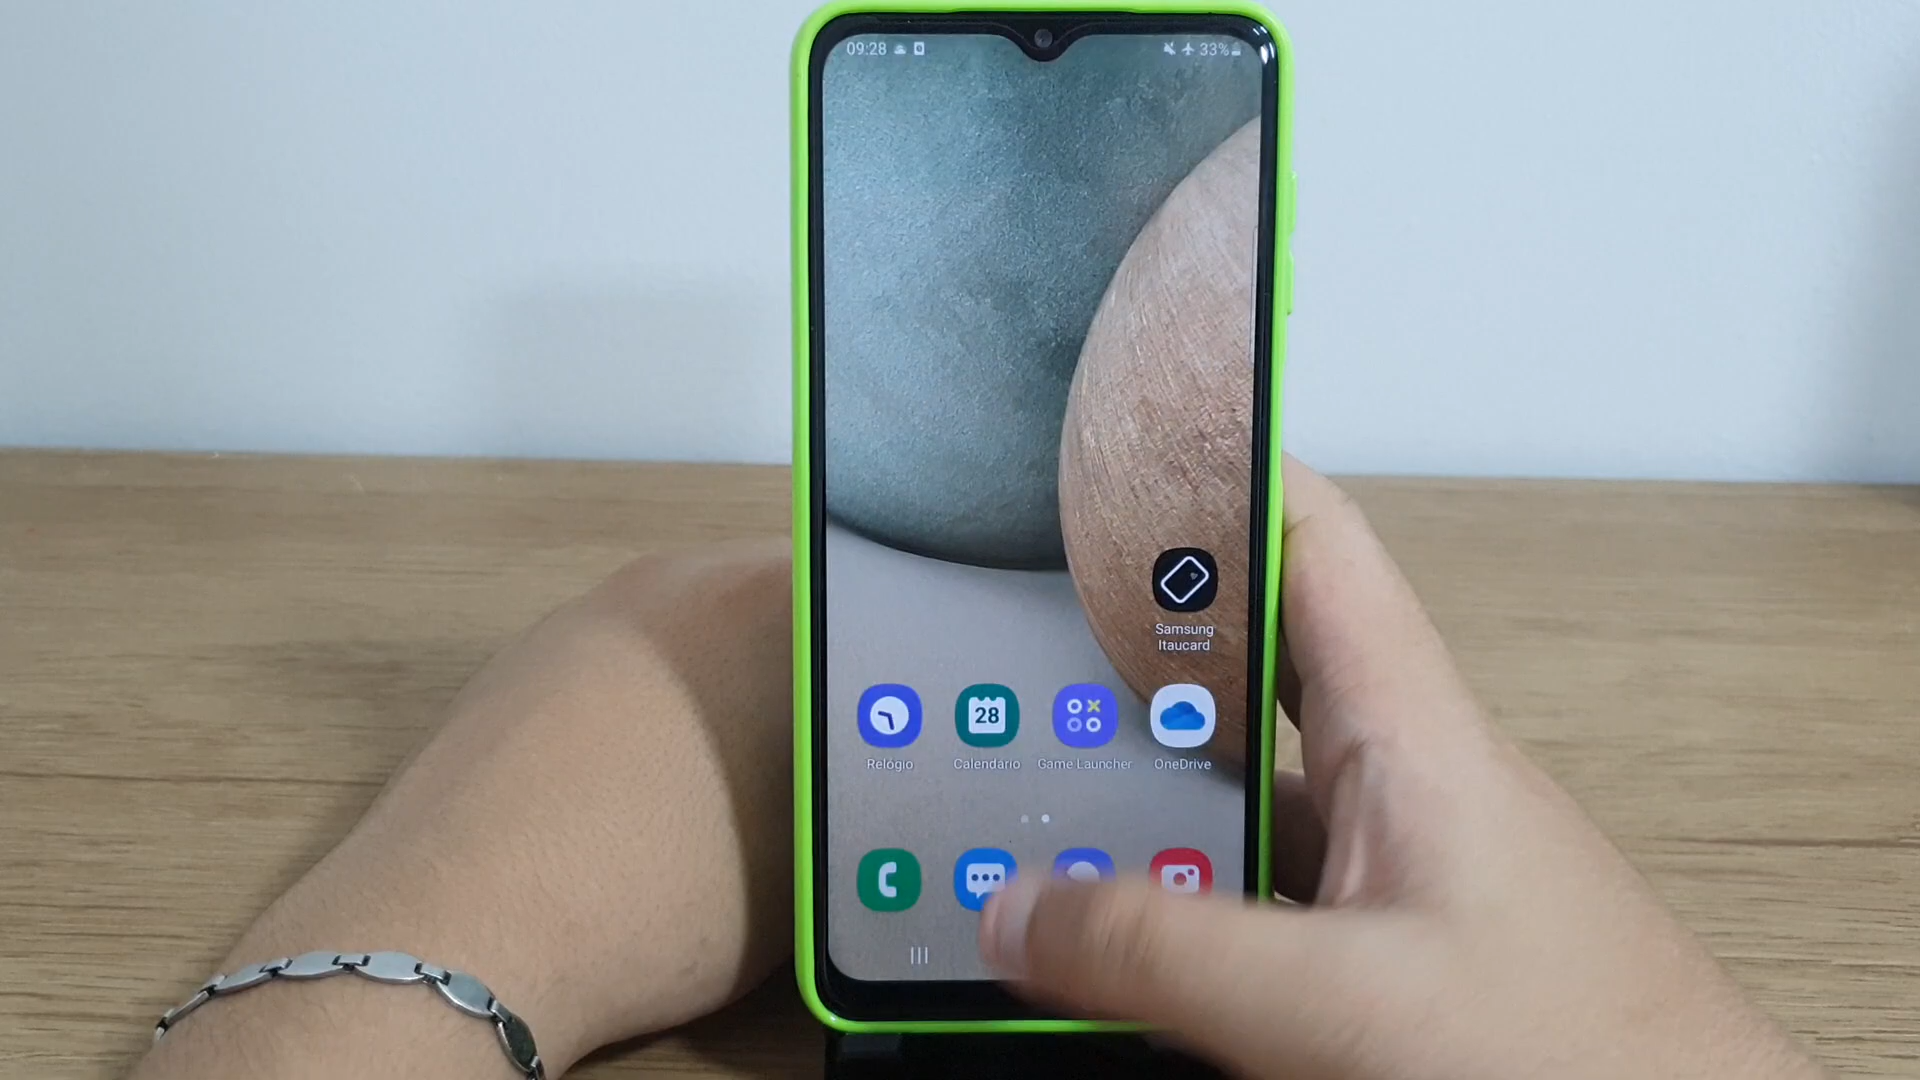 09:28
33%
Samsung
Itaucard
28
Relógio
Calendário
Game Launcher
OneDrive